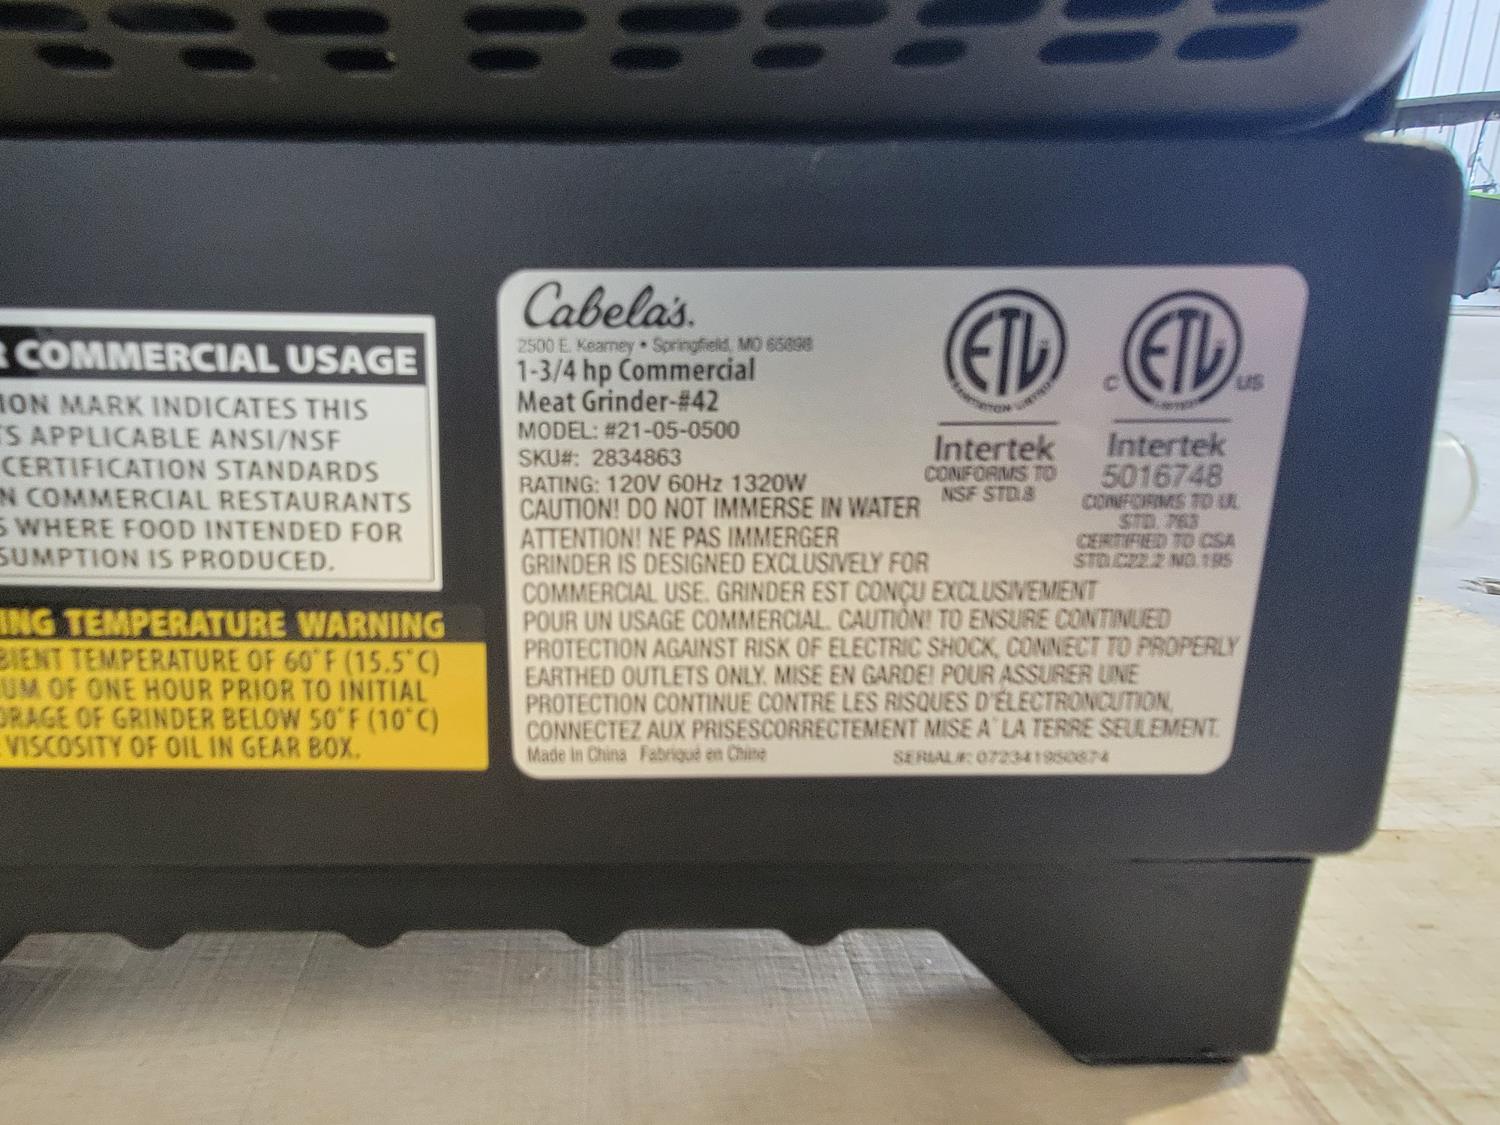 COMMERCIAL USAGE
ION MARK INDICATES THIS
S APPLICABLE ANSI/NSF
CERTIFICATION STANDARDS
N COMMERCIAL RESTAURANTS
S WHERE FOOD INTENDED FOR
SUMPTION IS PRODUCED.
ING TEMPERATURE WARNING
BIENT TEMPERATURE OF 60°F (15.5°C)
UM OF ONE HOUR PRIOR TO INITIAL
ORAGE OF GRINDER BELOW 50°F (10°C)
VISCOSITY OF OIL IN GEAR BOX.
Cabela's.
2500 E. Kearney • Springfield, MO 65898
1-3/4 hp Commercial
Meat Grinder-#42
MODEL: #21-05-0500
SKU#: 2834863
RATING: 120V 60Hz 1320W
CAUTION! DO NOT IMMERSE IN WATER
ATTENTION! NE PAS IMMERGER
GRINDER IS DESIGNED EXCLUSIVELY FOR
COMMERCIAL USE. GRINDER EST CONÇU EXCLUSIVEMENT
POUR UN USAGE COMMERCIAL. CAUTION! TO ENSURE CONTINUED
PROTECTION AGAINST RISK OF ELECTRIC SHOCK, CONNECT TO PROPERLY
EARTHED OUTLETS ONLY. MISE EN GARDE! POUR ASSURER UNE
PROTECTION CONTINUE CONTRE LES RISQUES D'ÉLECTRONCUTION,
CONNECTEZ AUX PRISESCORRECTEMENT MISE A' LA TERRE SEULEMENT.
Made In China Fabriqué en Chine
SERIAL#: 072341950874
ETL
SANITATION LISTED
Intertek
CONFORMS TO
NSF STD.8
C ETL US
LISTED
Intertek
5016748
CONFORMS TO UL
STD. 763
CERTIFIED TO CSA
STD.C22.2 NO.195